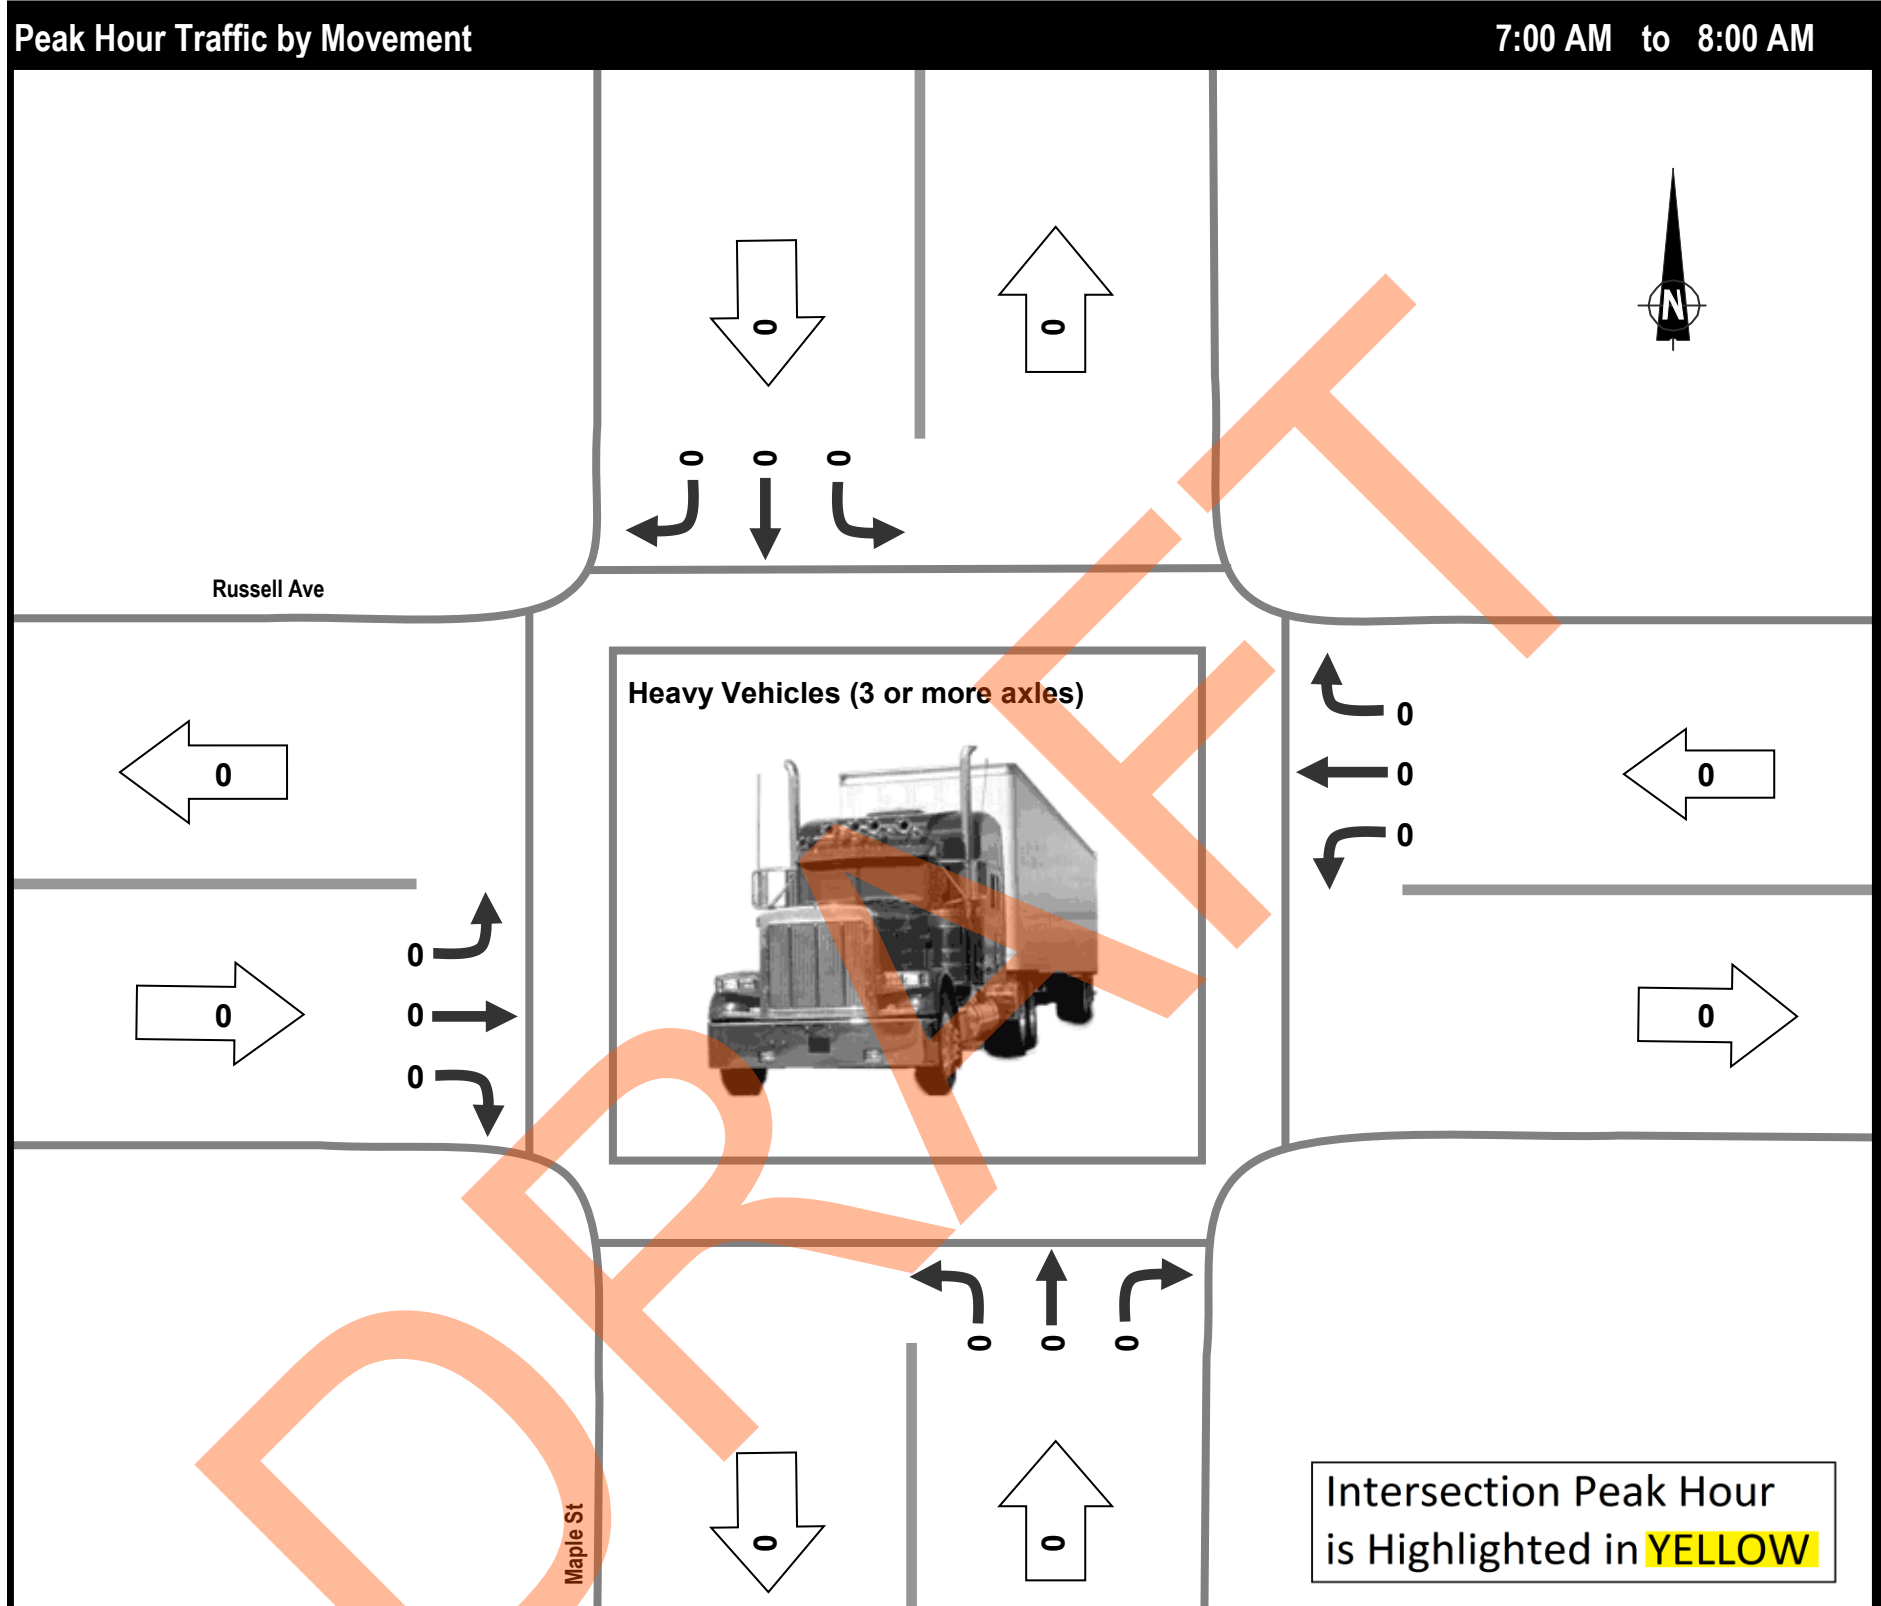 Peak Hour Traffic by Movement 7:00 AM to 8:00 AM
0 0
0 0 0
N
Russell Ave
Heavy Vehicles (3 or more axles)
0
0
0
0
0
0
0
0
0
0
0
0
0 0 0
0 0
Maple St
Intersection Peak Hour
is Highlighted in YELLOW
DRAFT